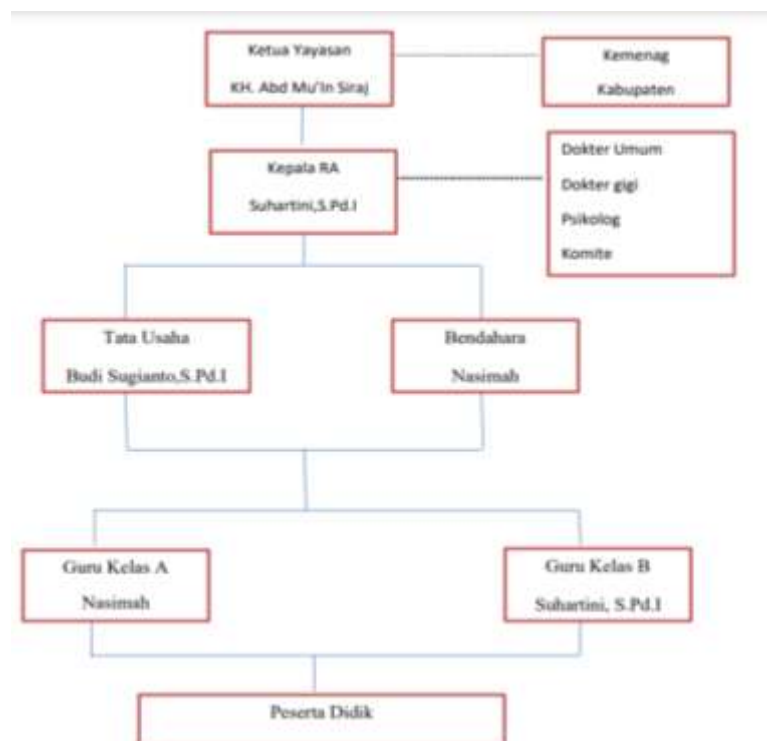 Ketua Yayasan
KH. Abd Mu'In Siraj
Kemenag
Kabupaten
Kepala RA
Suhartini,S.Pd.I
Dokter Umum
Dokter gigi
Psikolog
Komite
Tata Usaha
Budi Sugianto,S.Pd.I
Bendahara
Nasimah
Guru Kelas A
Nasimah
Guru Kelas B
Suhartini, S.Pd.I
Peserta Didik